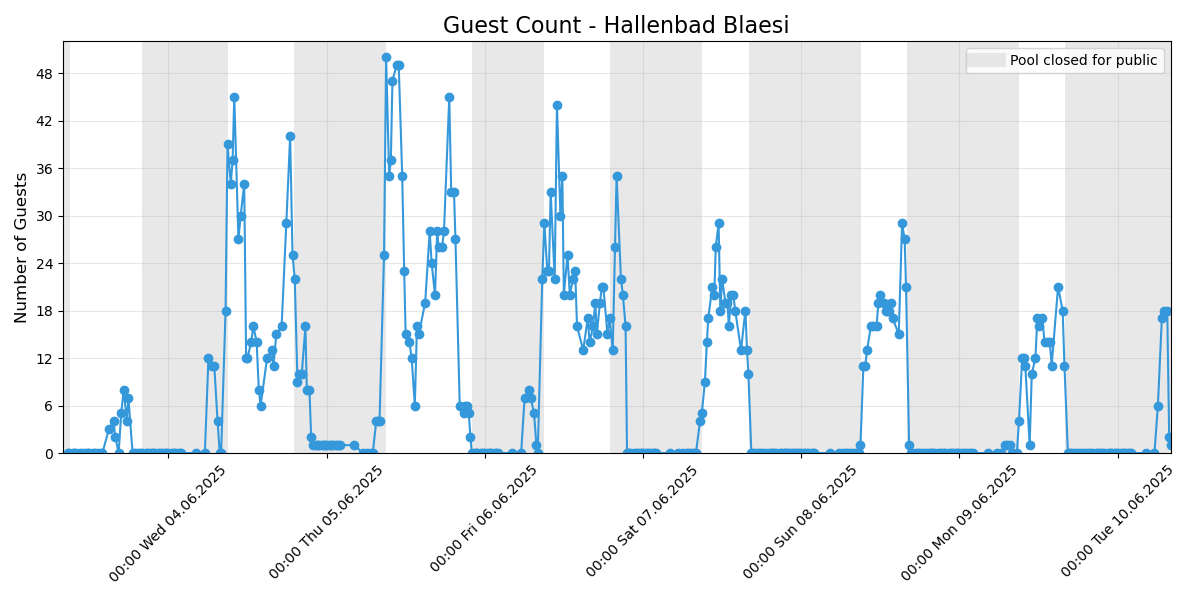 Guest Count - Hallenbad Blaesi
Pool closed for public
Number of Guests
48
42
36
30
24
18
12
6
0
00:00 Wed 04.06.2025
00:00 Thu 05.06.2025
00:00 Fri 06.06.2025
00:00 Sat 07.06.2025
00:00 Sun 08.06.2025
00:00 Mon 09.06.2025
00:00 Tue 10.06.2025